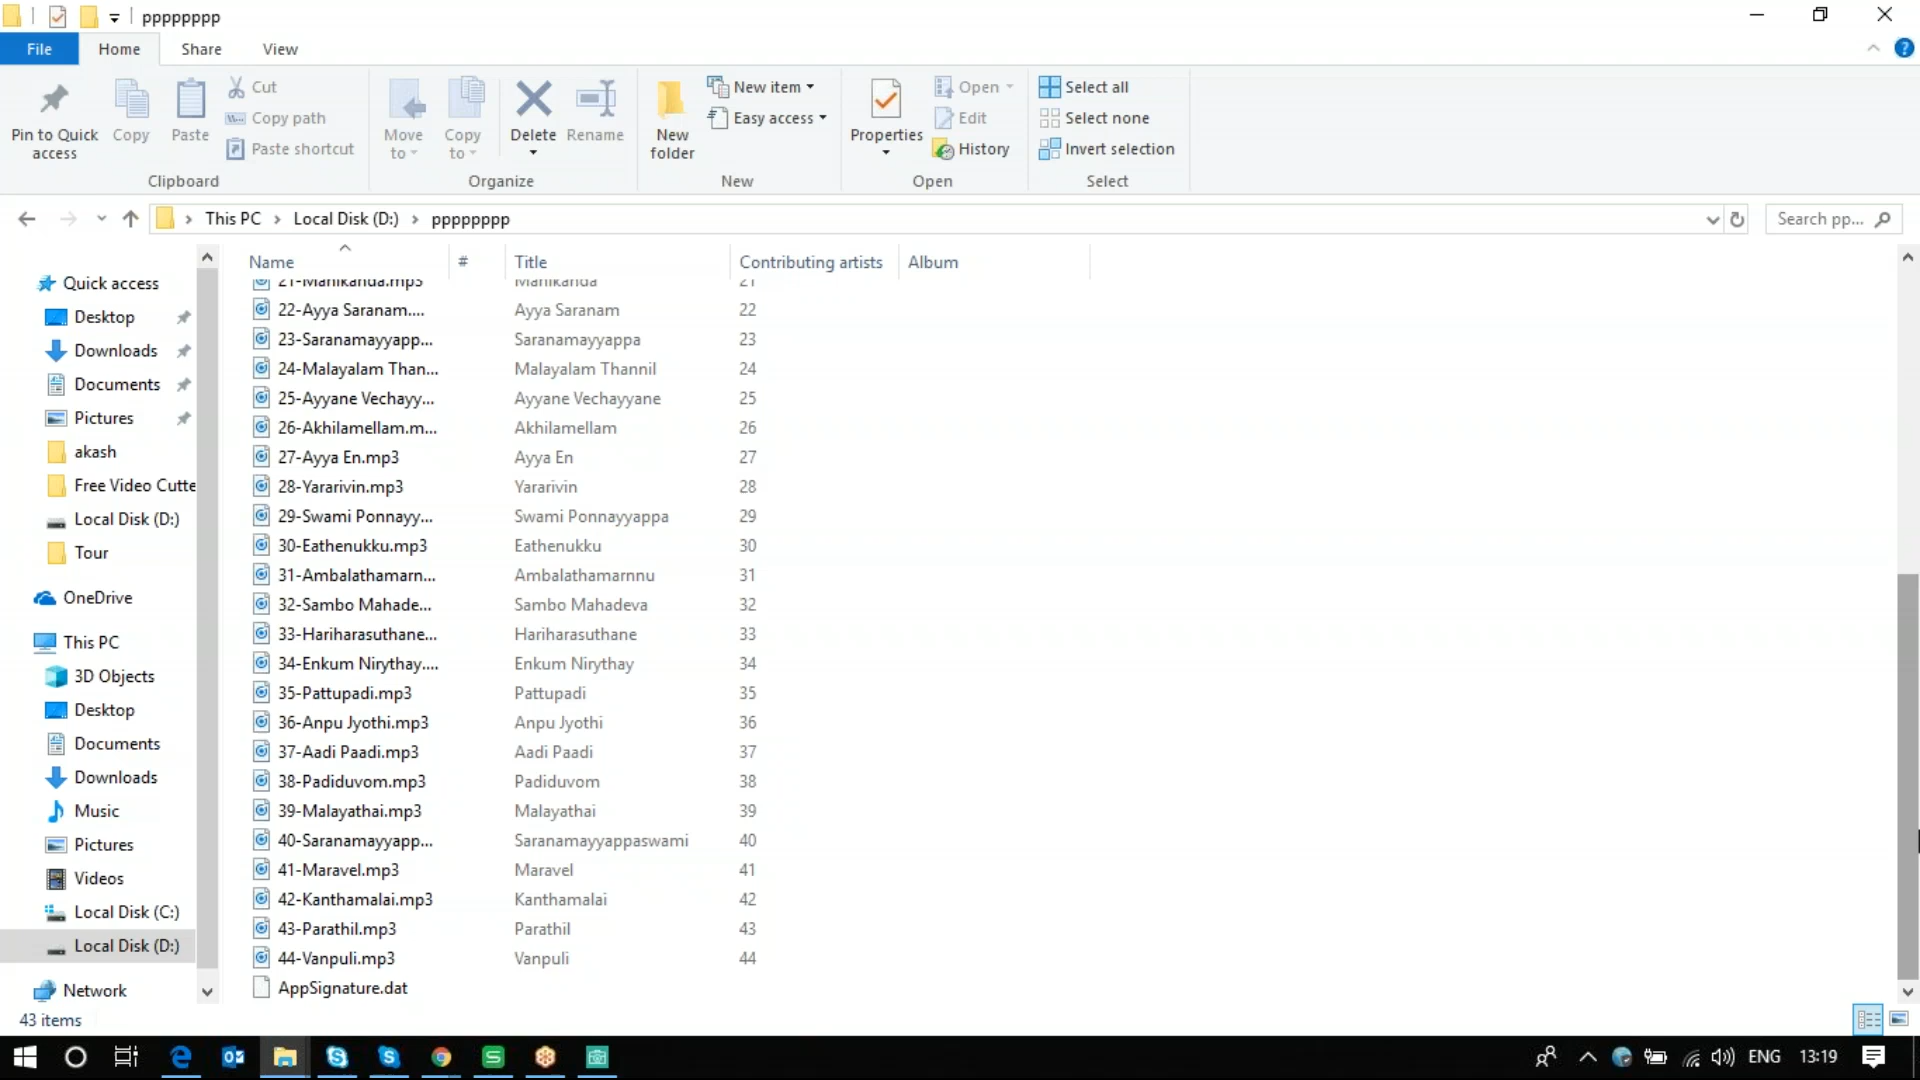 pppppppp
File Home Share View
Pin to Quick access
Copy
Paste
Cut
Copy path
Paste shortcut
Clipboard
Move to
Copy to
Delete
Rename
Organize
New folder
New item
Easy access
New
Properties
Open
Edit
History
Open
Select all
Select none
Invert selection
Select
This PC > Local Disk (D:) > pppppppp
Search pp...
Quick access
Desktop
Downloads
Documents
Pictures
akash
Free Video Cutte
Local Disk (D:)
Tour
OneDrive
This PC
3D Objects
Desktop
Documents
Downloads
Music
Pictures
Videos
Local Disk (C:)
Local Disk (D:)
Network
Name # Title Contributing artists Album
21-Manikanda.mp3 Manikanda 21
22-Ayya Saranam.... Ayya Saranam 22
23-Saranamayyapp... Saranamayyappa 23
24-Malayalam Than... Malayalam Thannil 24
25-Ayyane Vechayy... Ayyane Vechayyane 25
26-Akhilamellam.m... Akhilamellam 26
27-Ayya En.mp3 Ayya En 27
28-Yararivin.mp3 Yararivin 28
29-Swami Ponnayy... Swami Ponnayyappa 29
30-Eathenukku.mp3 Eathenukku 30
31-Ambalathamarn... Ambalathamarnnu 31
32-Sambo Mahade... Sambo Mahadeva 32
33-Hariharasuthane... Hariharasuthane 33
34-Enkum Nirythay.... Enkum Nirythay 34
35-Pattupadi.mp3 Pattupadi 35
36-Anpu Jyothi.mp3 Anpu Jyothi 36
37-Aadi Paadi.mp3 Aadi Paadi 37
38-Padiduvom.mp3 Padiduvom 38
39-Malayathai.mp3 Malayathai 39
40-Saranamayyapp... Saranamayyappaswami 40
41-Maravel.mp3 Maravel 41
42-Kanthamalai.mp3 Kanthamalai 42
43-Parathil.mp3 Parathil 43
44-Vanpuli.mp3 Vanpuli 44
AppSignature.dat
43 items
ENG 13:19